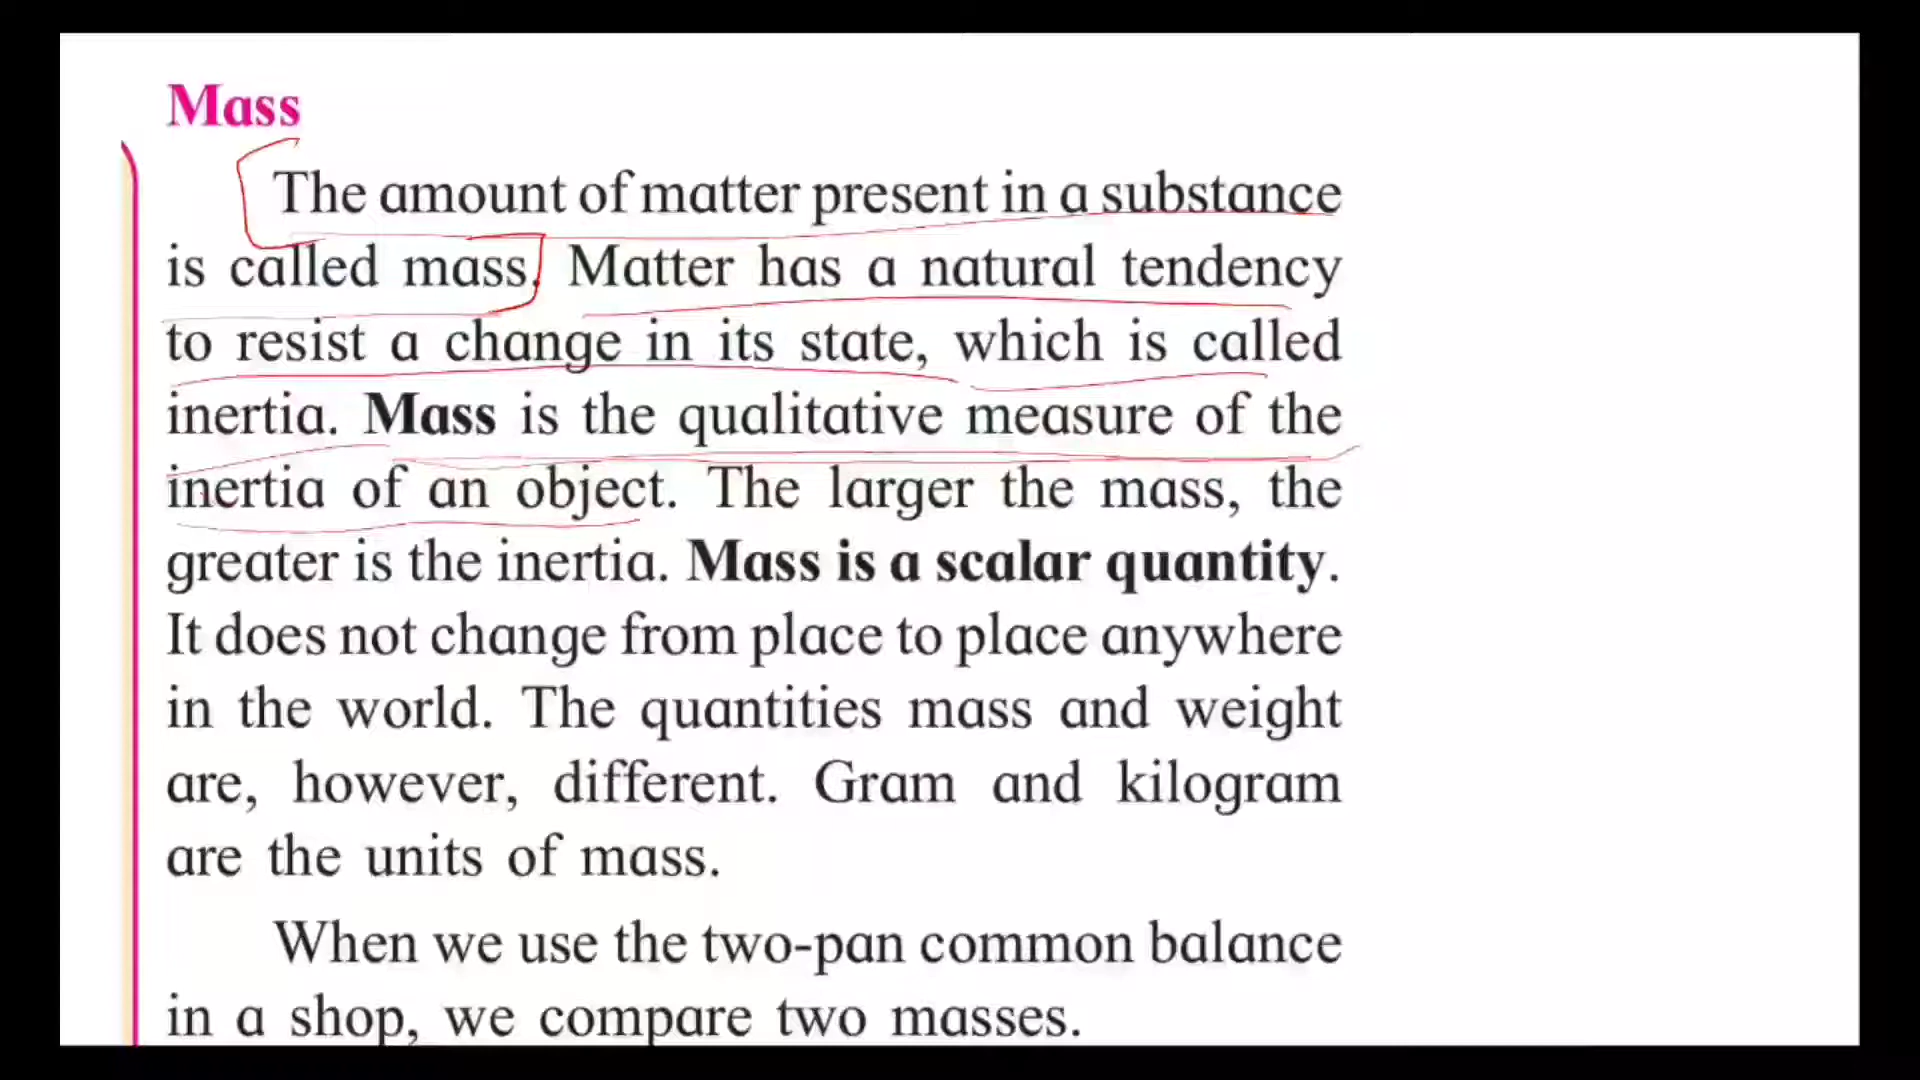 Mass
The amount of matter present in a substance
is called mass. Matter has a natural tendency
to resist a change in its state, which is called
inertia. Mass is the qualitative measure of the
inertia of an object. The larger the mass, the
greater is the inertia. Mass is a scalar quantity.
It does not change from place to place anywhere
in the world. The quantities mass and weight
are, however, different. Gram and kilogram
are the units of mass.
When we use the two-pan common balance
in a shop, we compare two masses.